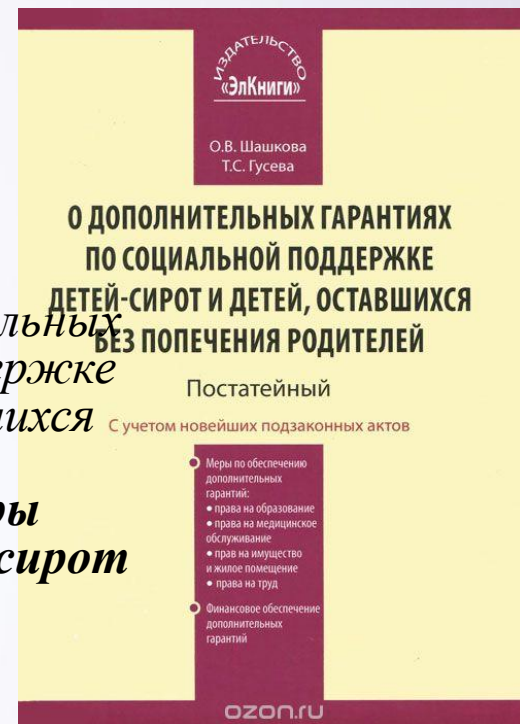 ИЗДАТЕЛЬСТВО
«ЭлКниги»
О.В. Шашкова
Т.С. Гусева
О ДОПОЛНИТЕЛЬНЫХ ГАРАНТИЯХ
ПО СОЦИАЛЬНОЙ ПОДДЕРЖКЕ
ДЕТЕЙ-СИРОТ И ДЕТЕЙ, ОСТАВШИХСЯ
БЕЗ ПОПЕЧЕНИЯ РОДИТЕЛЕЙ
Постатейный
С учетом новейших подзаконных актов
Меры по обеспечению
дополнительных
гарантий:
• права на образование
• права на медицинское
обслуживание
• прав на имущество
и жилое помещение
• права на труд
Финансовое обеспечение
дополнительных
гарантий
ozon.ru
льных
сирот